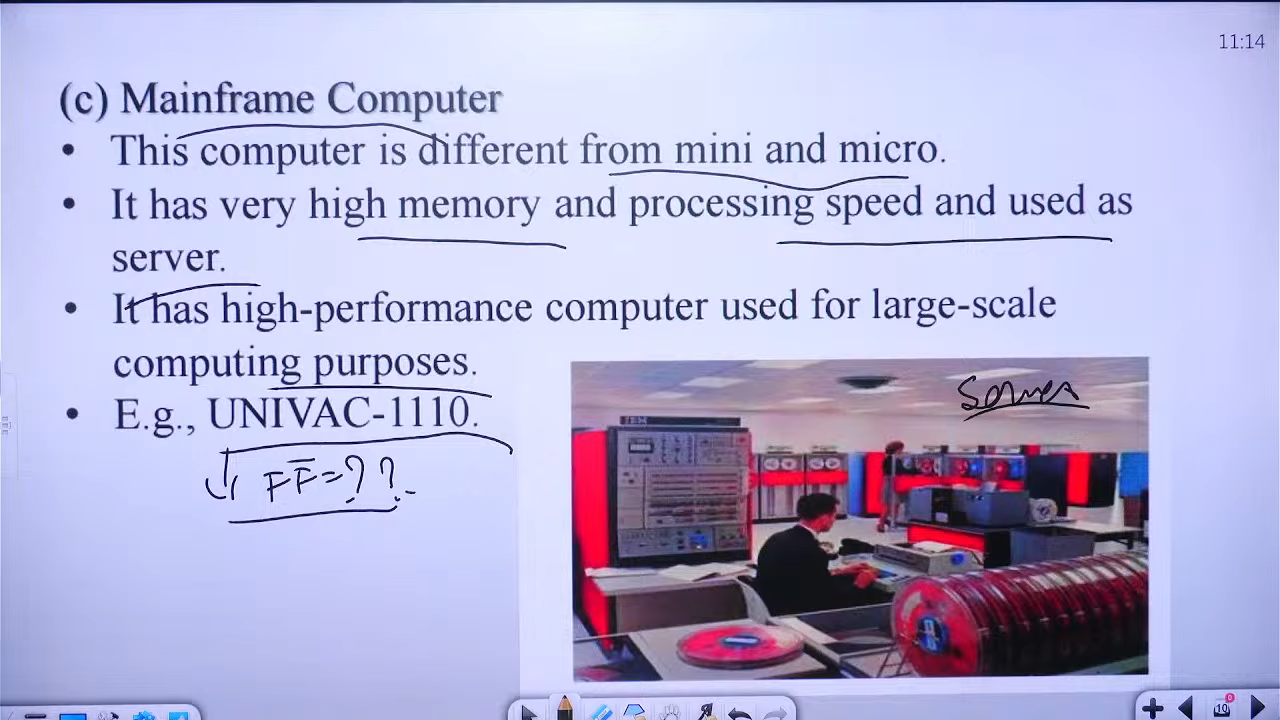 11:14
(c) Mainframe Computer
• This computer is different from mini and micro.
• It has very high memory and processing speed and used as
server.
• It has high-performance computer used for large-scale
computing purposes.
• E.g., UNIVAC-1110.
FF=??
IBM
10